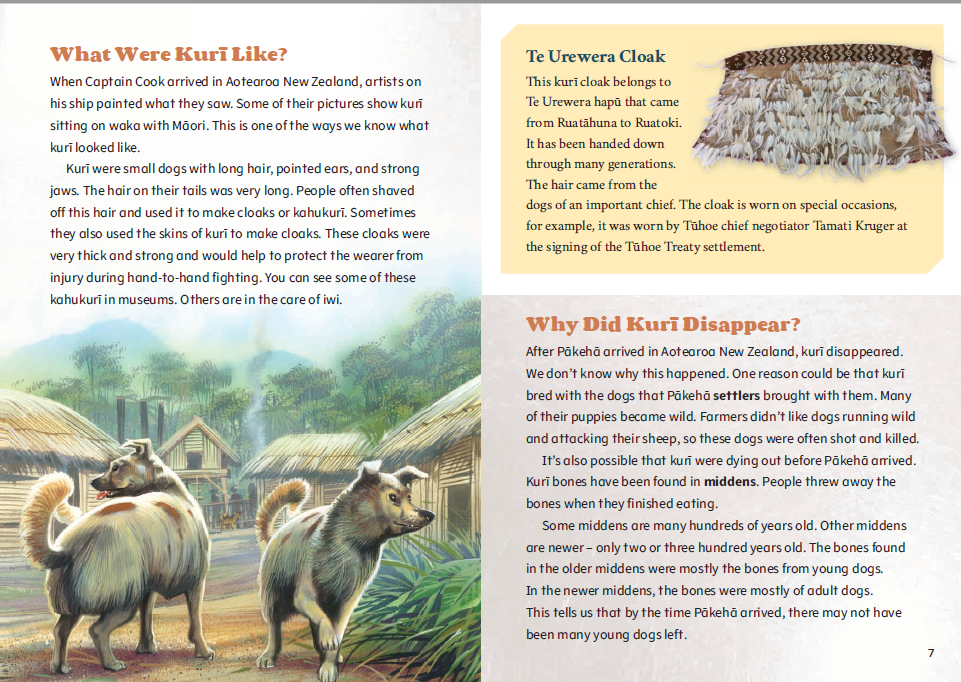 What Were Kurī Like?
When Captain Cook arrived in Aotearoa New Zealand, artists on
his ship painted what they saw. Some of their pictures show kurī
sitting on waka with Māori. This is one of the ways we know what
kurī looked like.
Kurī were small dogs with long hair, pointed ears, and strong
jaws. The hair on their tails was very long. People often shaved
off this hair and used it to make cloaks or kahukurī. Sometimes
they also used the skins of kurī to make cloaks. These cloaks were
very thick and strong and would help to protect the wearer from
injury during hand-to-hand fighting. You can see some of these
kahukurī in museums. Others are in the care of iwi.
Te Urewera Cloak
This kurī cloak belongs to
Te Urewera hapū that came
from Ruatāhuna to Ruatoki.
It has been handed down
through many generations.
The hair came from the
dogs of an important chief. The cloak is worn on special occasions,
for example, it was worn by Tūhoe chief negotiator Tamati Kruger at
the signing of the Tūhoe Treaty settlement.
Why Did Kurī Disappear?
After Pākehā arrived in Aotearoa New Zealand, kurī disappeared.
We don't know why this happened. One reason could be that kurī
bred with the dogs that Pākehā settlers brought with them. Many
of their puppies became wild. Farmers didn't like dogs running wild
and attacking their sheep, so these dogs were often shot and killed.
It's also possible that kurī were dying out before Pākehā arrived.
Kurī bones have been found in middens. People threw away the
bones when they finished eating.
Some middens are many hundreds of years old. Other middens
are newer – only two or three hundred years old. The bones found
in the older middens were mostly the bones from young dogs.
In the newer middens, the bones were mostly of adult dogs.
This tells us that by the time Pākehā arrived, there may not have
been many young dogs left.
7